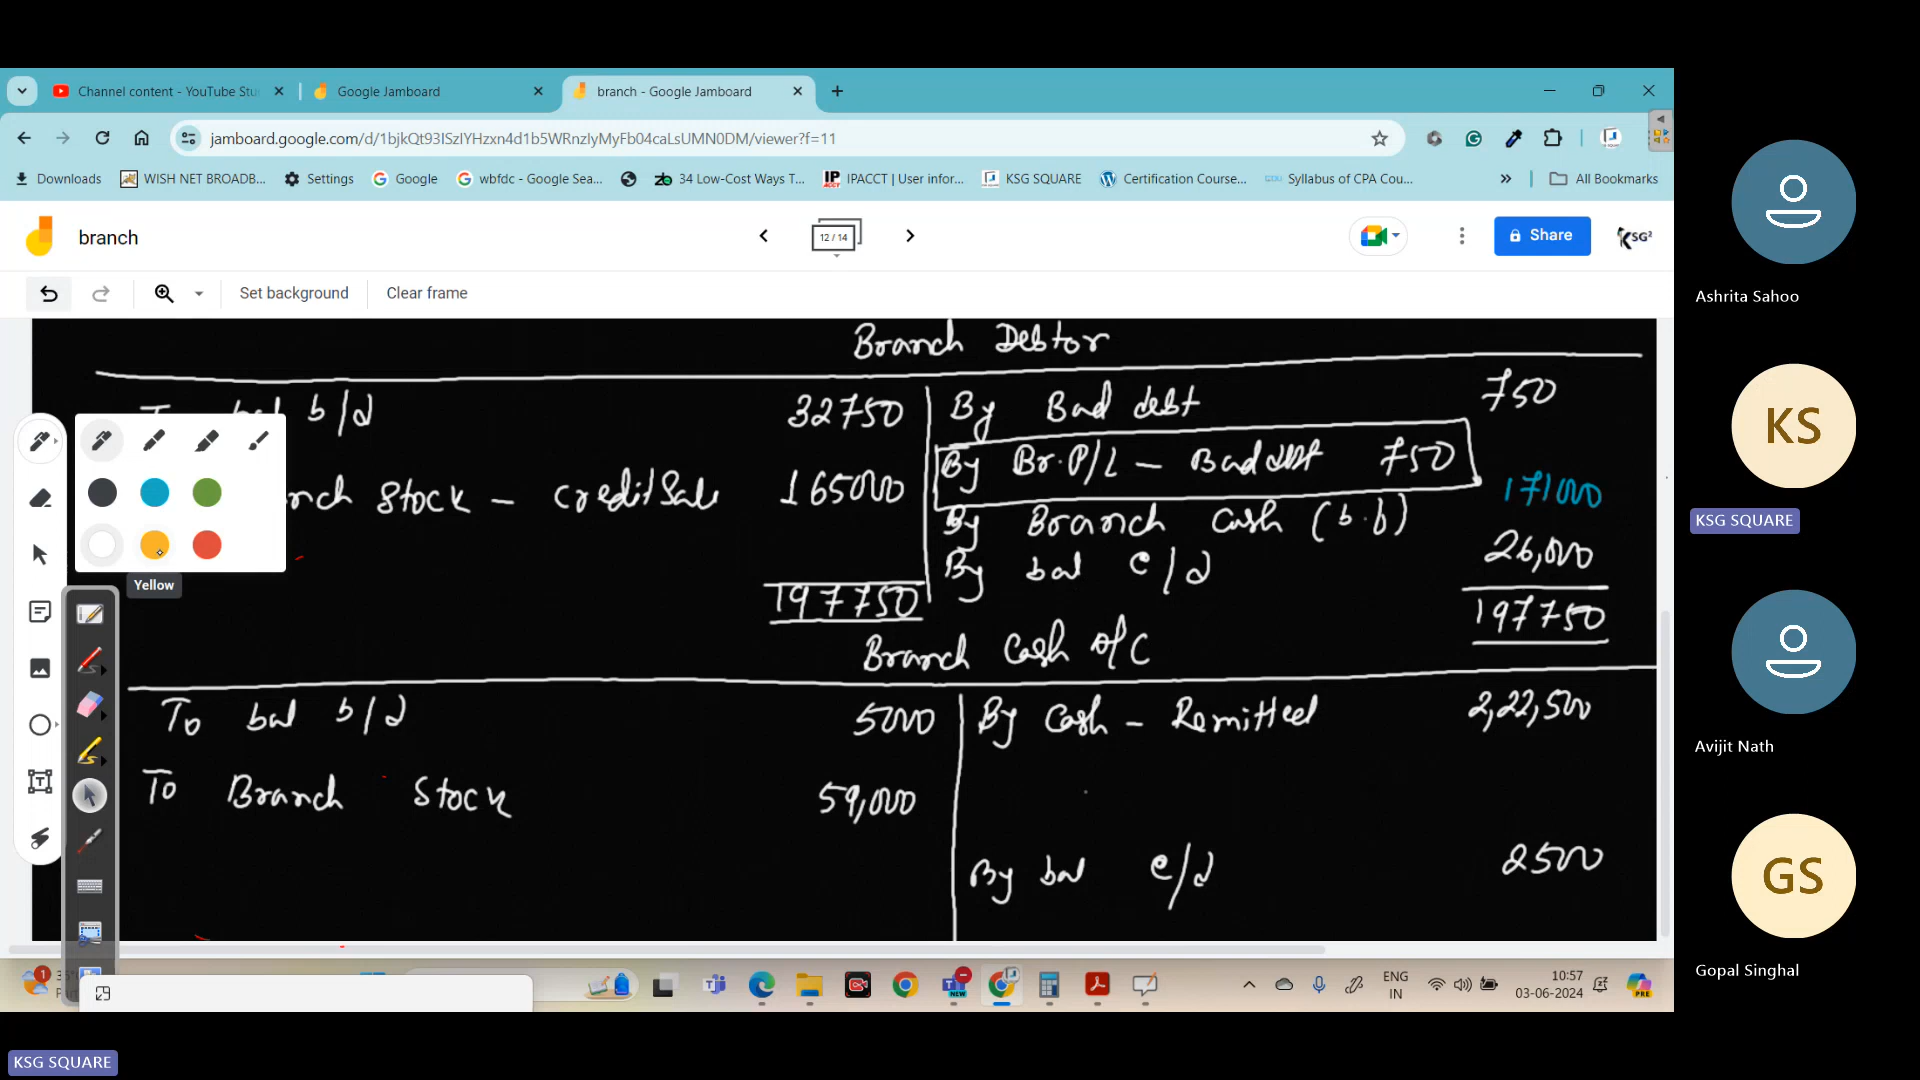 Channel content - YouTube Stu
Google Jamboard
branch - Google Jamboard
jamboard.google.com/d/1bjkQt93ISzIYHzxn4d1b5WRnzIyMyFb04caLsUMN0DM/viewer?f=11
Downloads
WISH NET BROADB...
Settings
Google
wbfdc - Google Sea...
34 Low-Cost Ways T...
IPACCT | User infor...
KSG SQUARE
Certification Course...
Syllabus of CPA Cou...
All Bookmarks
branch
12 / 14
Share
KSG²
Set background
Clear frame
Branch Debtor
bal b/d 32750 By Bad debt 750
By Br. P/L - Bad debt 750
nch Stock - credit Sale 165000 171000
By Branch Cash (b.b)
By bal c/d 26,000
Yellow
197750 197750
Branch Cash A/C
To bal b/d 5000 By Cash - Remitted 2,22,500
To Branch Stock 59,000
By bal c/d 2500
ENG
IN
10:57
03-06-2024
Ashrita Sahoo
KS
KSG SQUARE
Avijit Nath
GS
Gopal Singhal
KSG SQUARE